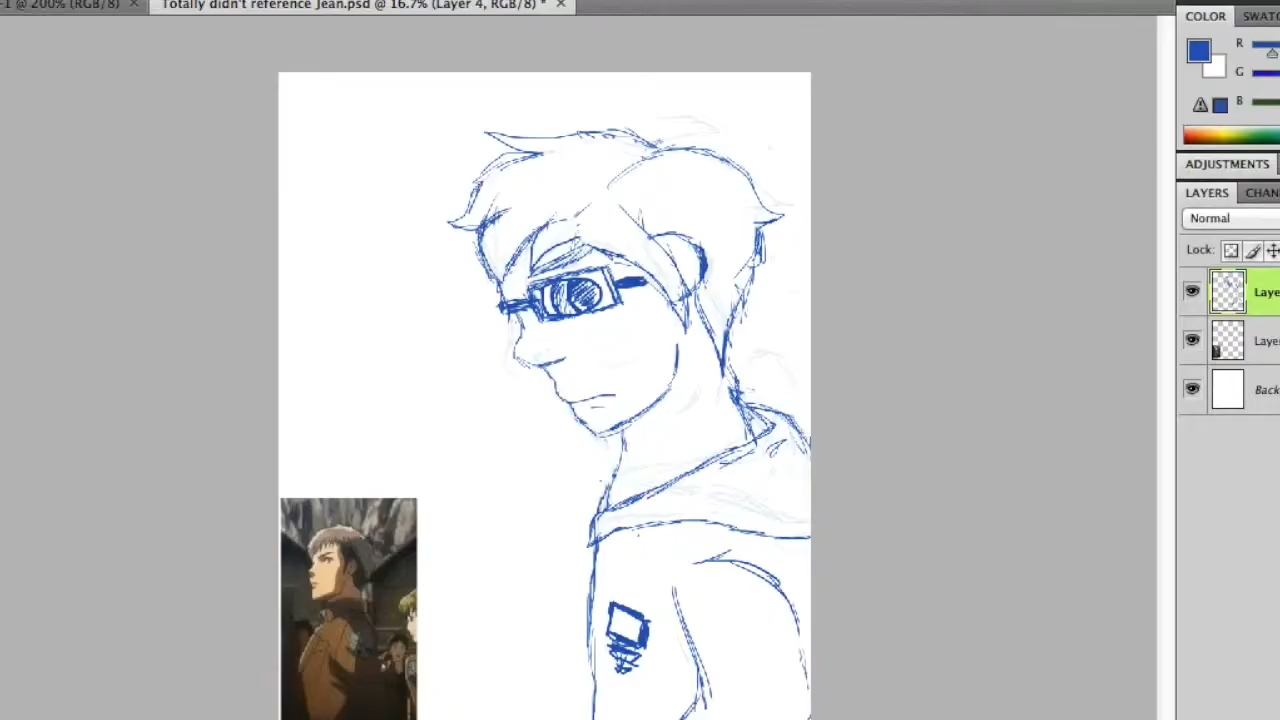 -1 @ 200% (RGB/8) × Totally didn't reference Jean.psd @ 16.7% (Layer 4, RGB/8) * ×
COLOR SWATC
R
G
B
ADJUSTMENTS
LAYERS CHAN
Normal
Lock:
Laye
Laye
Back